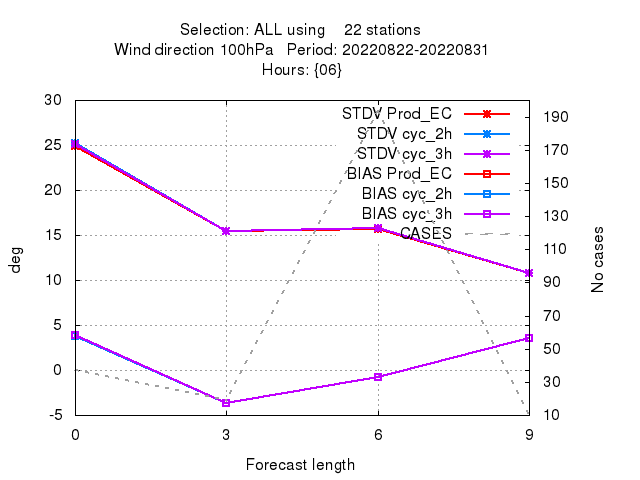 Selection: ALL using 22 stations
Wind direction 100hPa Period: 20220822-20220831
Hours: {06}
30
25
20
15
10
5
0
-5
deg
STDV Prod_EC
STDV cyc_2h
STDV cyc_3h
BIAS Prod_EC
BIAS cyc_2h
BIAS cyc_3h
CASES
190
170
150
130
110
90
70
50
30
10
No cases
0 3 6 9
Forecast length